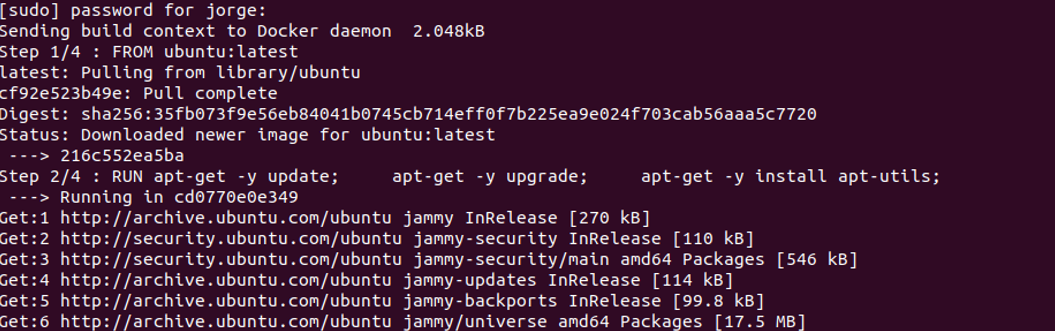 [sudo] password for jorge:
Sending build context to Docker daemon  2.048kB
Step 1/4 : FROM ubuntu:latest
latest: Pulling from library/ubuntu
cf92e523b49e: Pull complete
Digest: sha256:35fb073f9e56eb84041b0745cb714eff0f7b225ea9e024f703cab56aaa5c7720
Status: Downloaded newer image for ubuntu:latest
 ---> 216c552ea5ba
Step 2/4 : RUN apt-get -y update;     apt-get -y upgrade;     apt-get -y install apt-utils;
 ---> Running in cd0770e0e349
Get:1 http://archive.ubuntu.com/ubuntu jammy InRelease [270 kB]
Get:2 http://security.ubuntu.com/ubuntu jammy-security InRelease [110 kB]
Get:3 http://security.ubuntu.com/ubuntu jammy-security/main amd64 Packages [546 kB]
Get:4 http://archive.ubuntu.com/ubuntu jammy-updates InRelease [114 kB]
Get:5 http://archive.ubuntu.com/ubuntu jammy-backports InRelease [99.8 kB]
Get:6 http://archive.ubuntu.com/ubuntu jammy/universe amd64 Packages [17.5 MB]